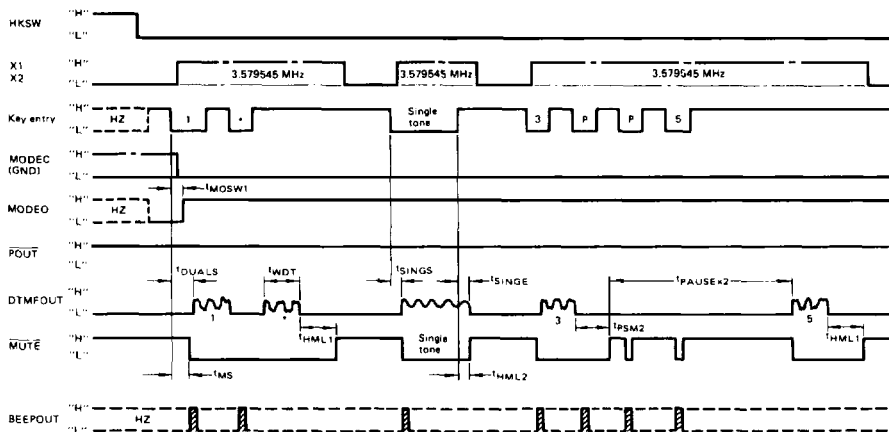 HKSW "H"
"L"
X1 "H"
X2 "L"
3.579545 MHz 3.579545 MHz 3.579545 MHz
Key entry "H"
"L"
HZ 1 * Single tone 3 P P 5
MODEC "H"
(GND) "L"
tMOSW1
MODEO "H"
"L"
HZ
POUT "H"
"L"
tDUALS tWDT tSINGS tSINGE tPAUSEx2
DTMFOUT "H"
"L"
1 * 3 5
tHML1 tPSM2 tHML1
MUTE "H"
"L"
Single tone
tMS tHML2
BEEPOUT "H"
"L"
HZ